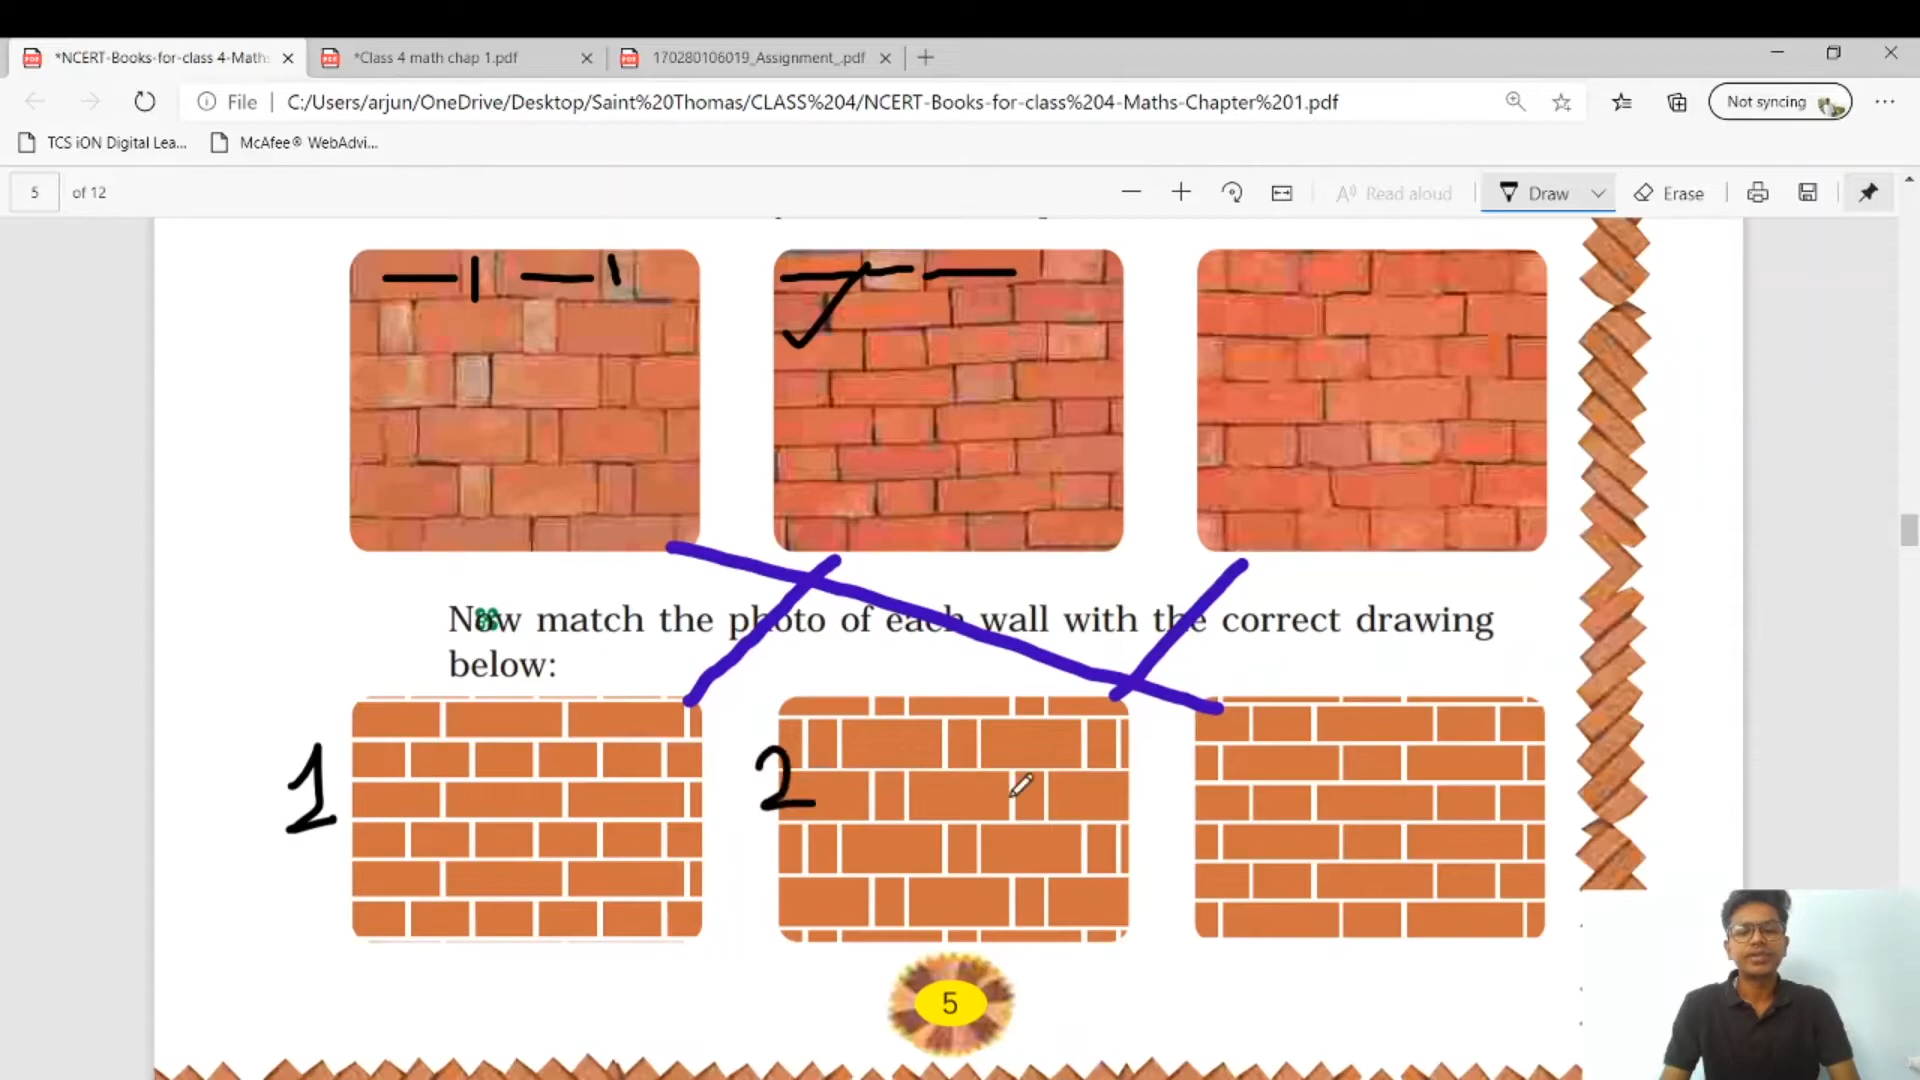 *NCERT-Books-for-class 4-Maths
*Class 4 math chap 1.pdf
170280106019_Assignment_.pdf
File
C:/Users/arjun/OneDrive/Desktop/Saint%20Thomas/CLASS%204/NCERT-Books-for-class%204-Maths-Chapter%201.pdf
Not syncing
TCS iON Digital Lea...
McAfee® WebAdvi...
5 of 12
Read aloud
Draw
Erase
Now match the photo of each wall with the correct drawing
below:
1
2
5